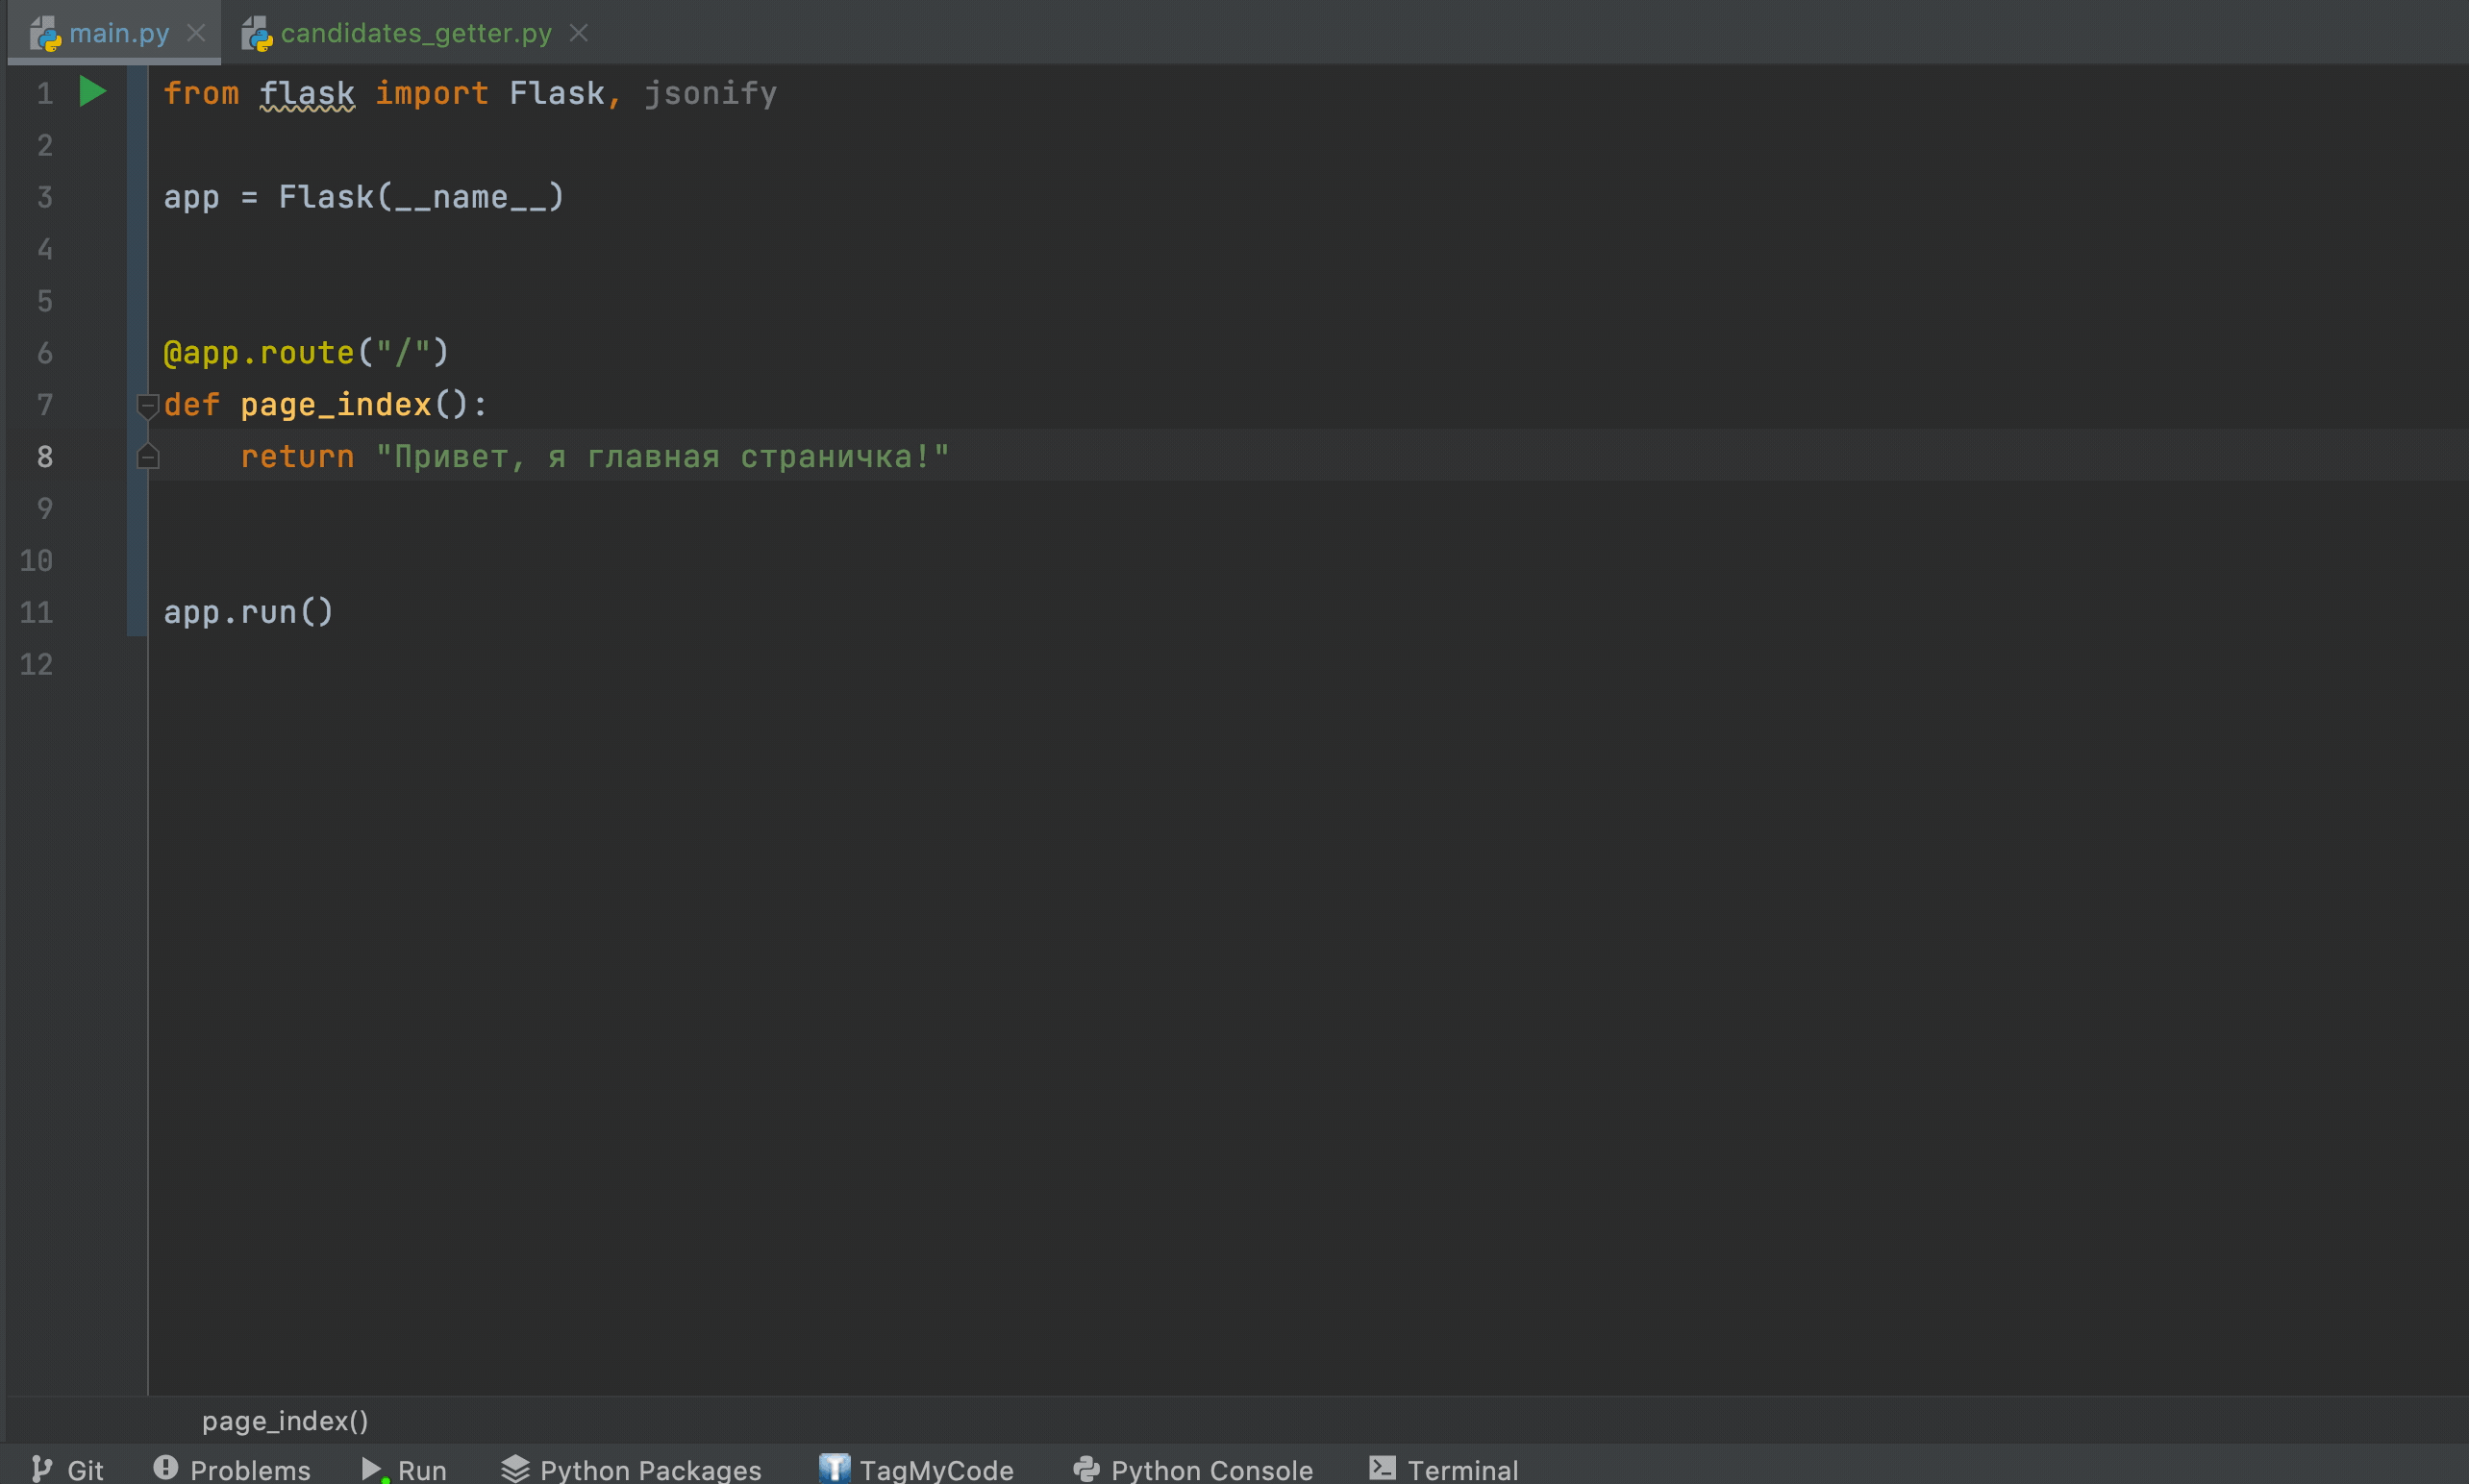 main.py candidates_getter.py
1 from flask import Flask, jsonify
2
3 app = Flask(__name__)
4
5
6 @app.route("/")
7 def page_index():
8 return "Привет, я главная страничка!"
9
10
11 app.run()
12
page_index()
Git Problems Run Python Packages TagMyCode Python Console Terminal